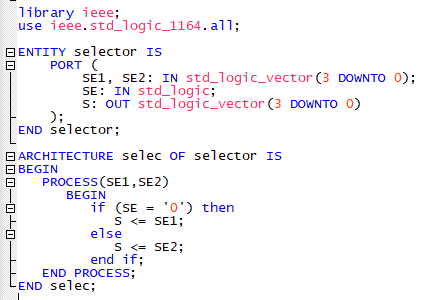 library ieee;
use ieee.std_logic_1164.all;
ENTITY selector IS
PORT (
SE1, SE2: IN std_logic_vector(3 DOWNTO 0);
SE: IN std_logic;
S: OUT std_logic_vector(3 DOWNTO 0)
);
END selector;
ARCHITECTURE selec OF selector IS
BEGIN
PROCESS(SE1,SE2)
BEGIN
if (SE = '0') then
S <= SE1;
else
S <= SE2;
end if;
END PROCESS;
END selec;